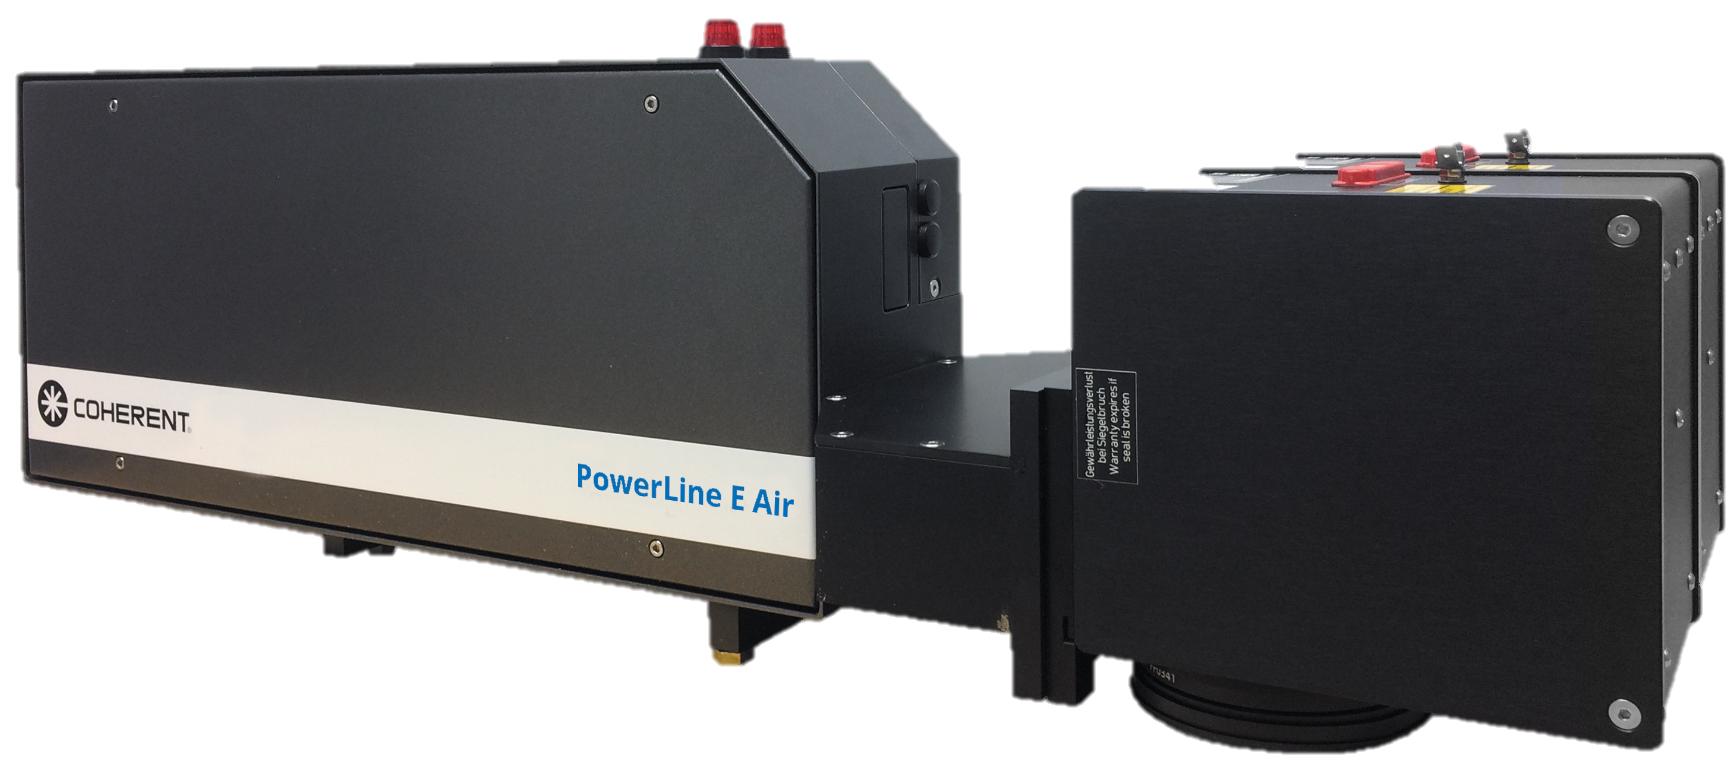 COHERENT
PowerLine E Air
Gewährleistungsverlust
bei Siegelbruch
Warranty expires if
seal is broken